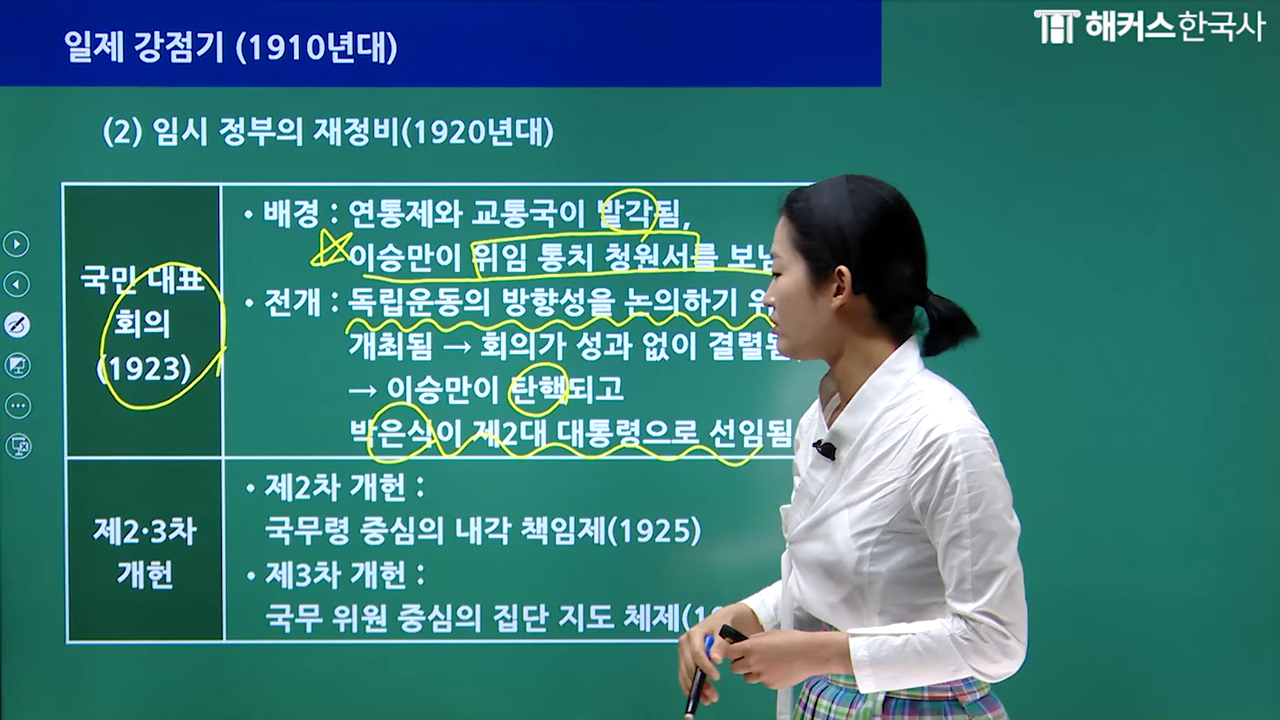 일제 강점기 (1910년대)
해커스한국사
(2) 임시 정부의 재정비(1920년대)
국민 대표
회의
(1923)
• 배경 : 연통제와 교통국이 발각됨,
이승만이 위임 통치 청원서를 보냄
• 전개 : 독립운동의 방향성을 논의하기
개최됨 → 회의가 성과 없이 결렬됨
→ 이승만이 탄핵되고
박은식이 제2대 대통령으로 선임됨
제2·3차
개헌
• 제2차 개헌 :
국무령 중심의 내각 책임제(1925)
• 제3차 개헌 :
국무 위원 중심의 집단 지도 체제(